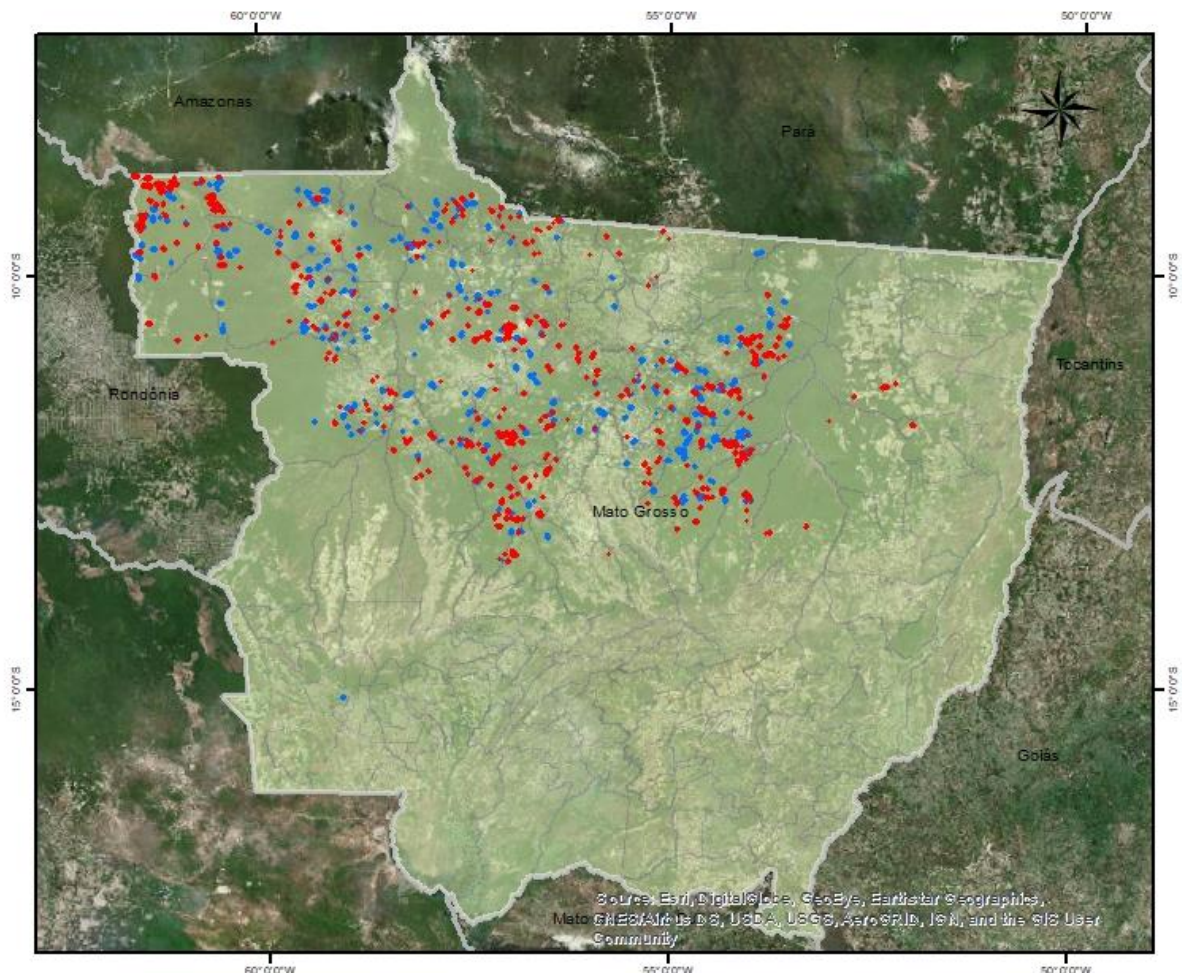 60°0'0"W 55°0'0"W 50°0'0"W
Amazonas
Pará
10°0'0"S 10°0'0"S
Tocantins
Rondônia
Mato Grosso
15°0'0"S 15°0'0"S
Goiás
Source: Esri, DigitalGlobe, GeoEye, Earthstar Geographics,
Mato
CNES/Airbus DS, USDA, USGS, AeroGRID, IGN, and the GIS User
Community
60°0'0"W 55°0'0"W 50°0'0"W